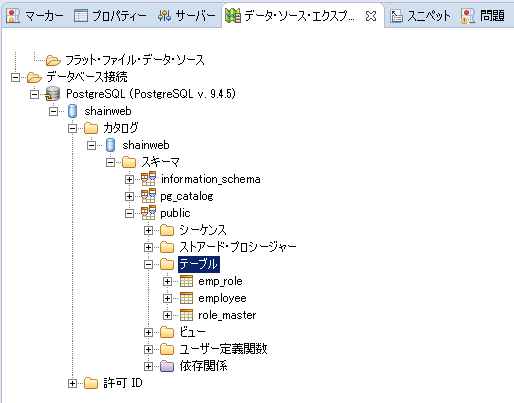 マーカー プロパティー サーバー データ・ソース・エクスプ... スニペット 問題
フラット・ファイル・データ・ソース
データベース接続
PostgreSQL (PostgreSQL v. 9.4.5)
shainweb
カタログ
shainweb
スキーマ
information_schema
pg_catalog
public
シーケンス
ストアード・プロシージャー
テーブル
emp_role
employee
role_master
ビュー
ユーザー定義関数
依存関係
許可 ID